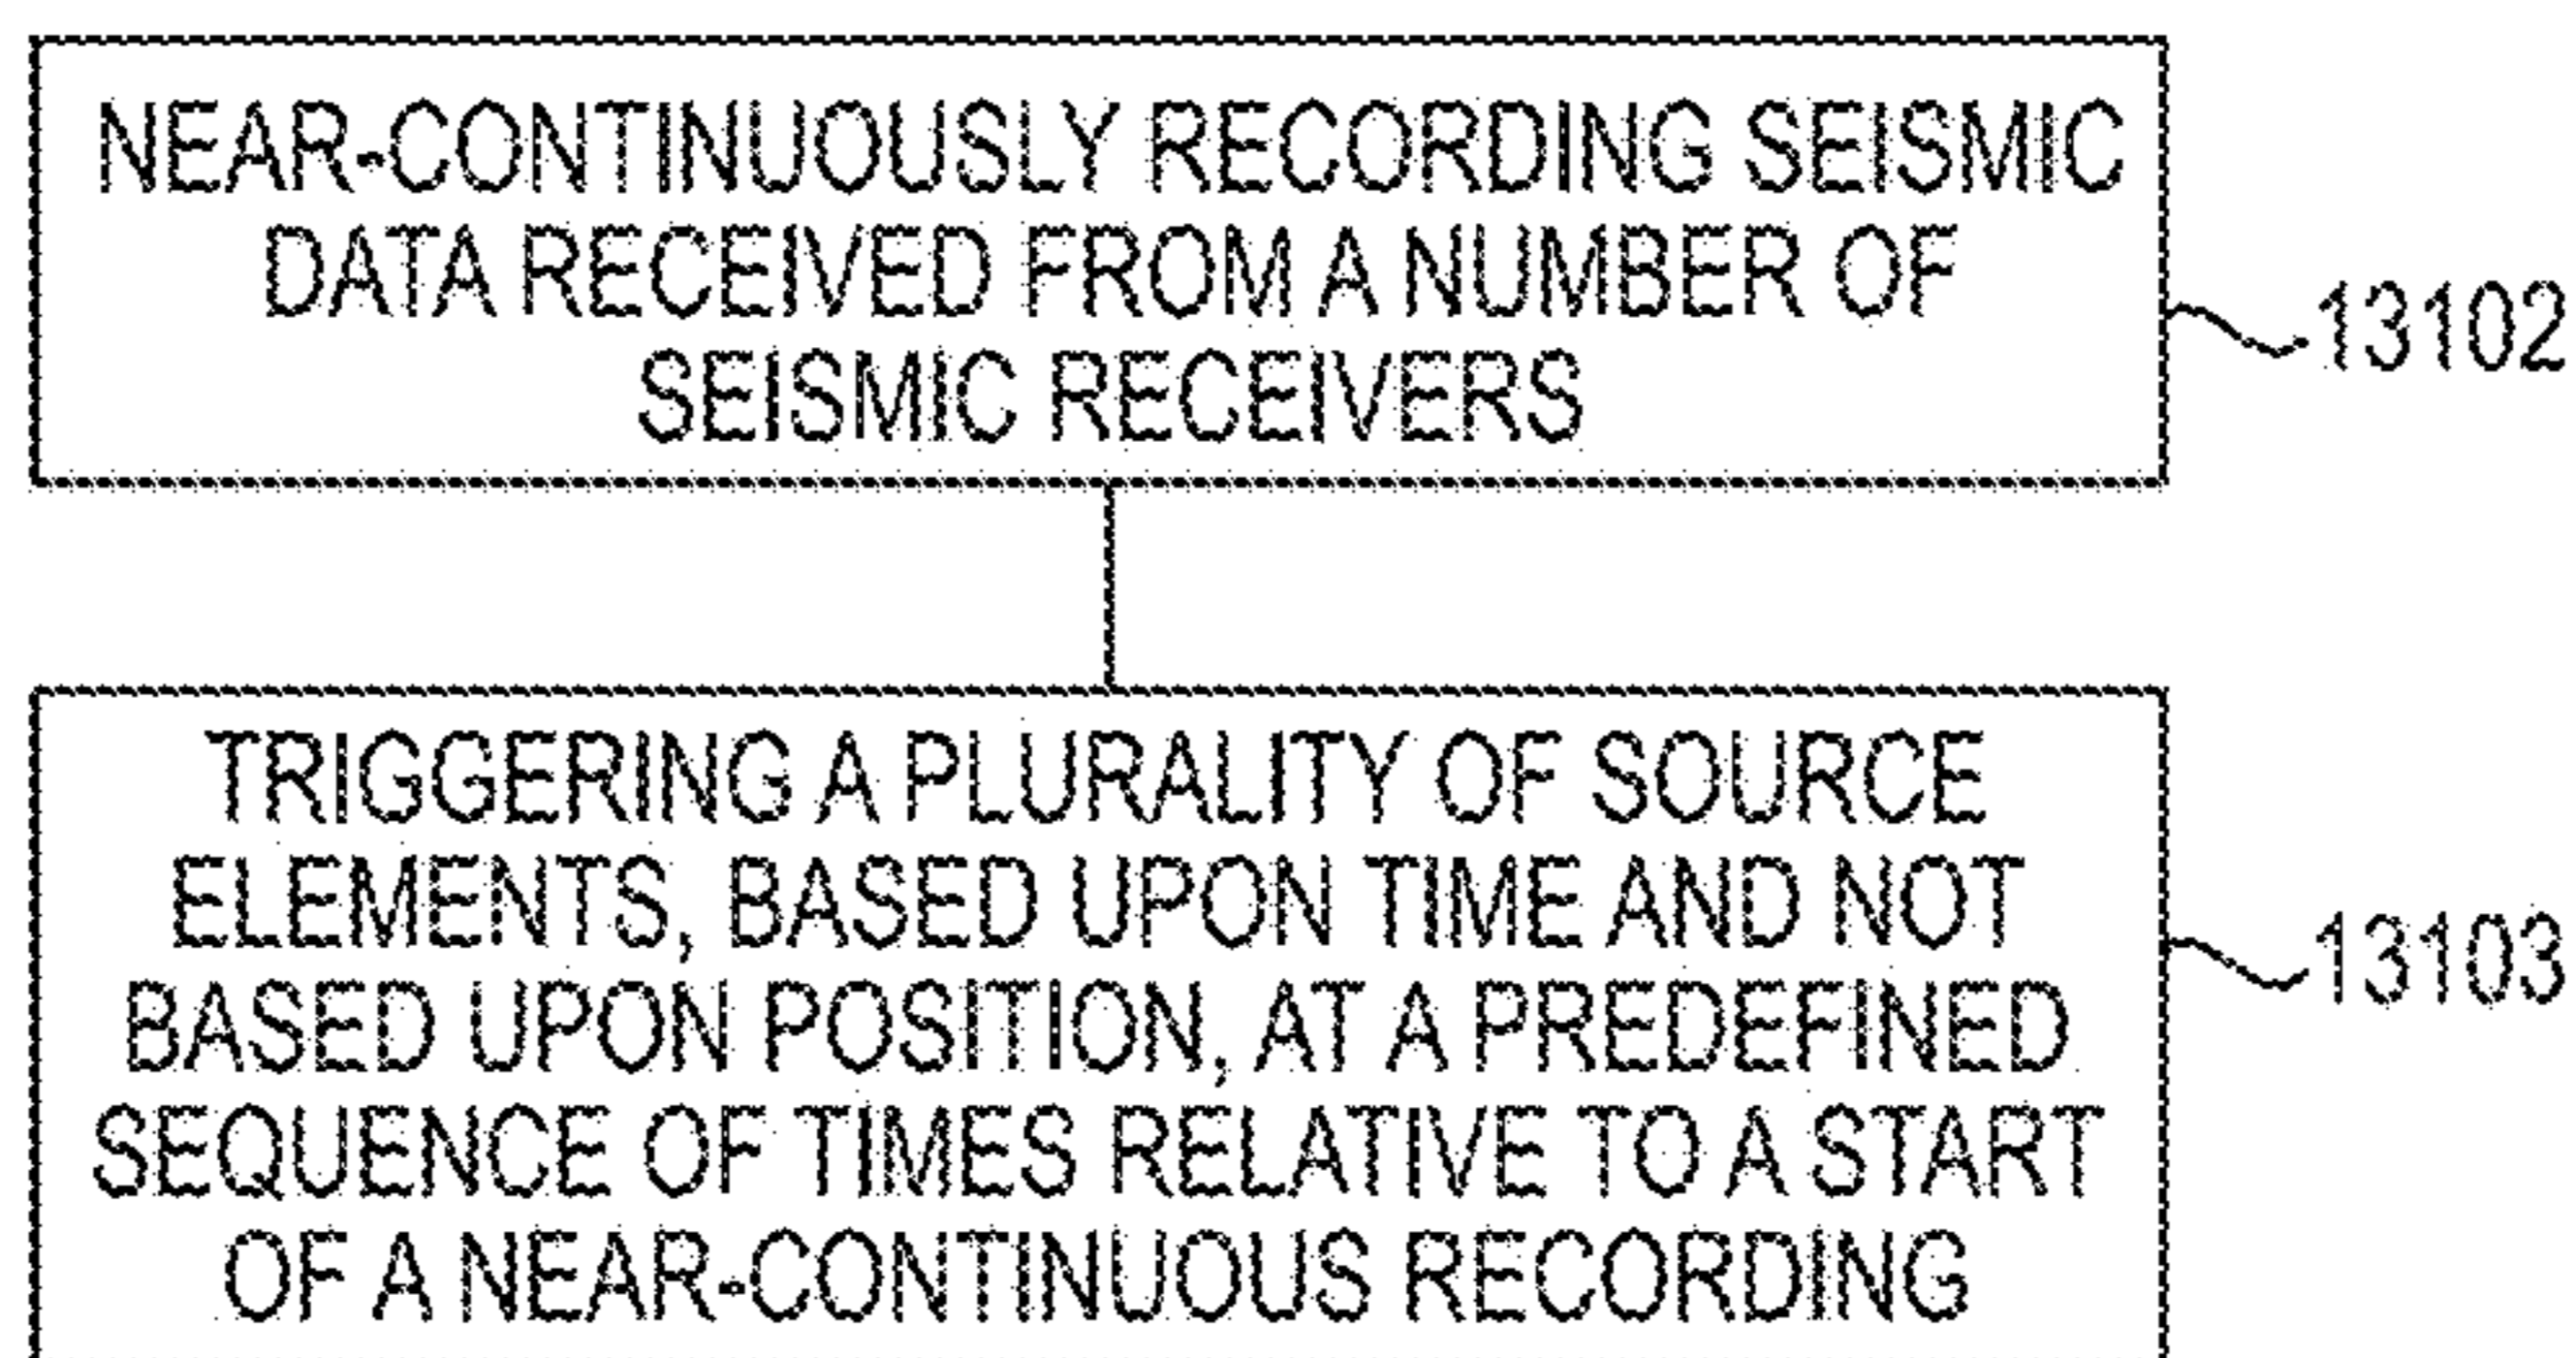 NEAR-CONTINUOUSLY RECORDING SEISMIC
DATA RECEIVED FROM A NUMBER OF
SEISMIC RECEIVERS
13102
TRIGGERING A PLURALITY OF SOURCE
ELEMENTS, BASED UPON TIME AND NOT
BASED UPON POSITION, AT A PREDEFINED
SEQUENCE OF TIMES RELATIVE TO A START
OF A NEAR-CONTINUOUS RECORDING
13103